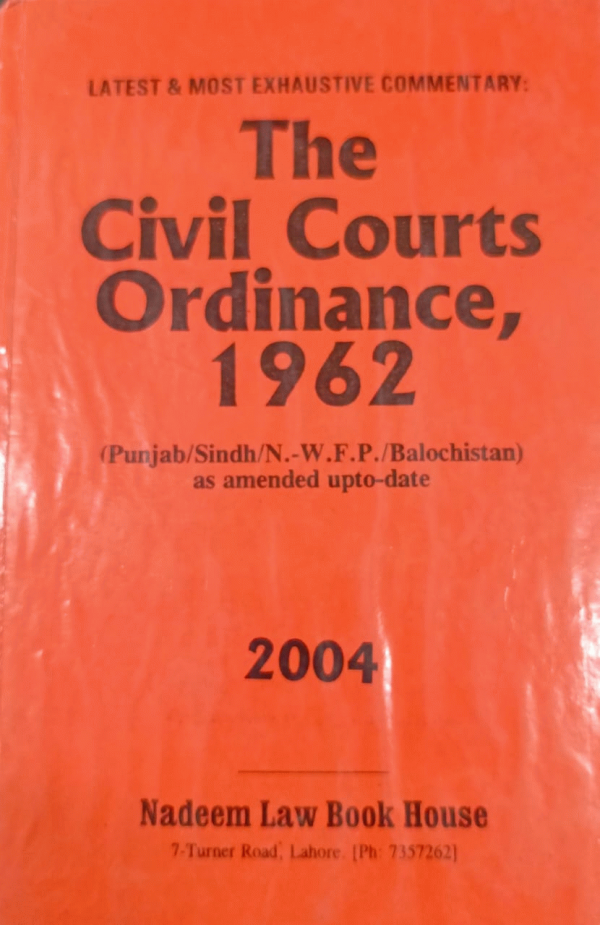 LATEST & MOST EXHAUSTIVE COMMENTARY:
The
Civil Courts
Ordinance,
1962
(Punjab/Sindh/N.-W.F.P./Balochistan)
as amended upto-date
2004
Nadeem Law Book House
7-Turner Road, Lahore. [Ph: 7357262]